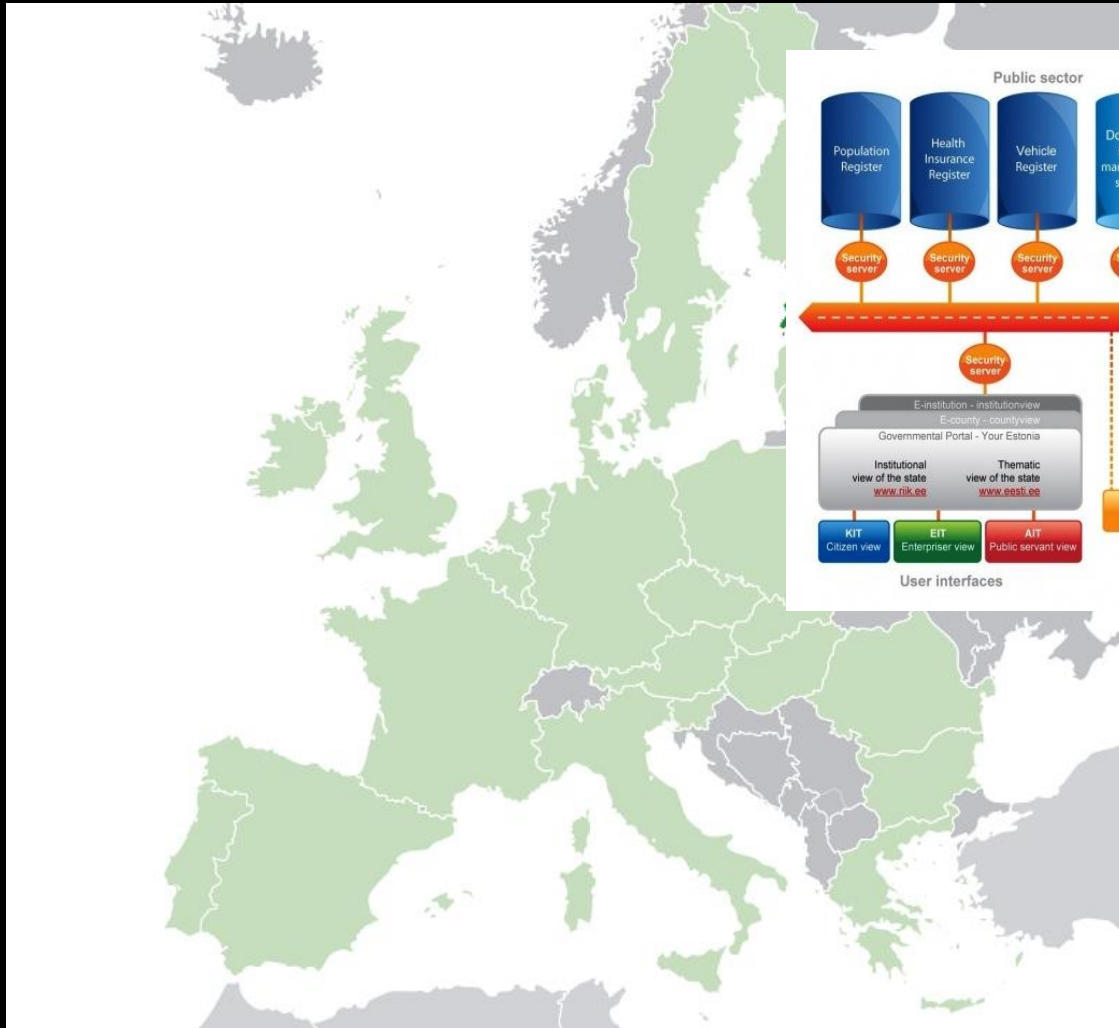 Public sector
Population
Register
Health
Insurance
Register
Vehicle
Register
Security
server
Security
server
Security
server
Security
server
E-institution - institutionview
E-county - countyview
Governmental Portal - Your Estonia
Institutional
view of the state
www.riik.ee
Thematic
view of the state
www.eesti.ee
KIT
Citizen view
EIT
Enterpriser view
AIT
Public servant view
User interfaces